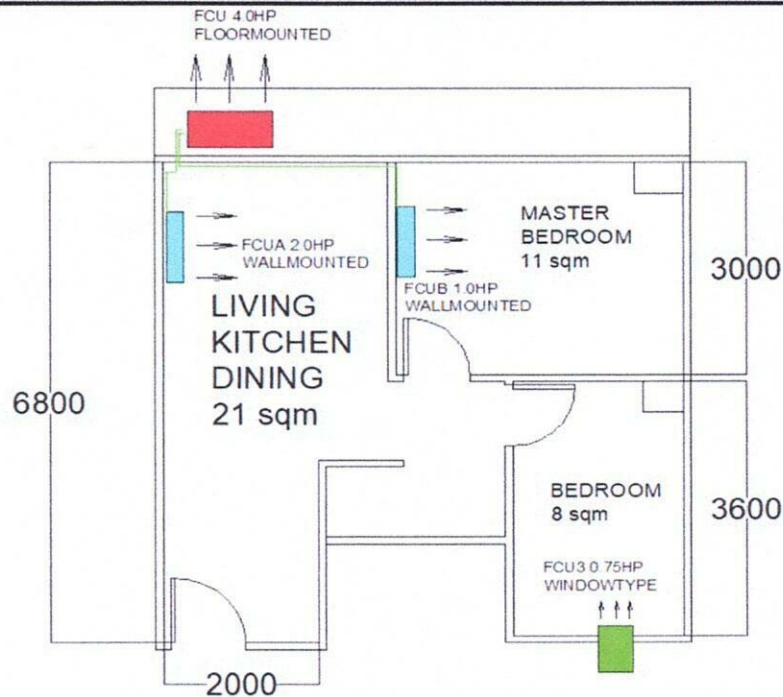 FCU 4.0HP
FLOORMOUNTED
FCUA 2.0HP
WALLMOUNTED
MASTER
BEDROOM
11 sqm
FCUB 1.0HP
WALLMOUNTED
3000
LIVING
KITCHEN
DINING
21 sqm
6800
BEDROOM
8 sqm
3600
FCU3 0.75HP
WINDOWTYPE
2000